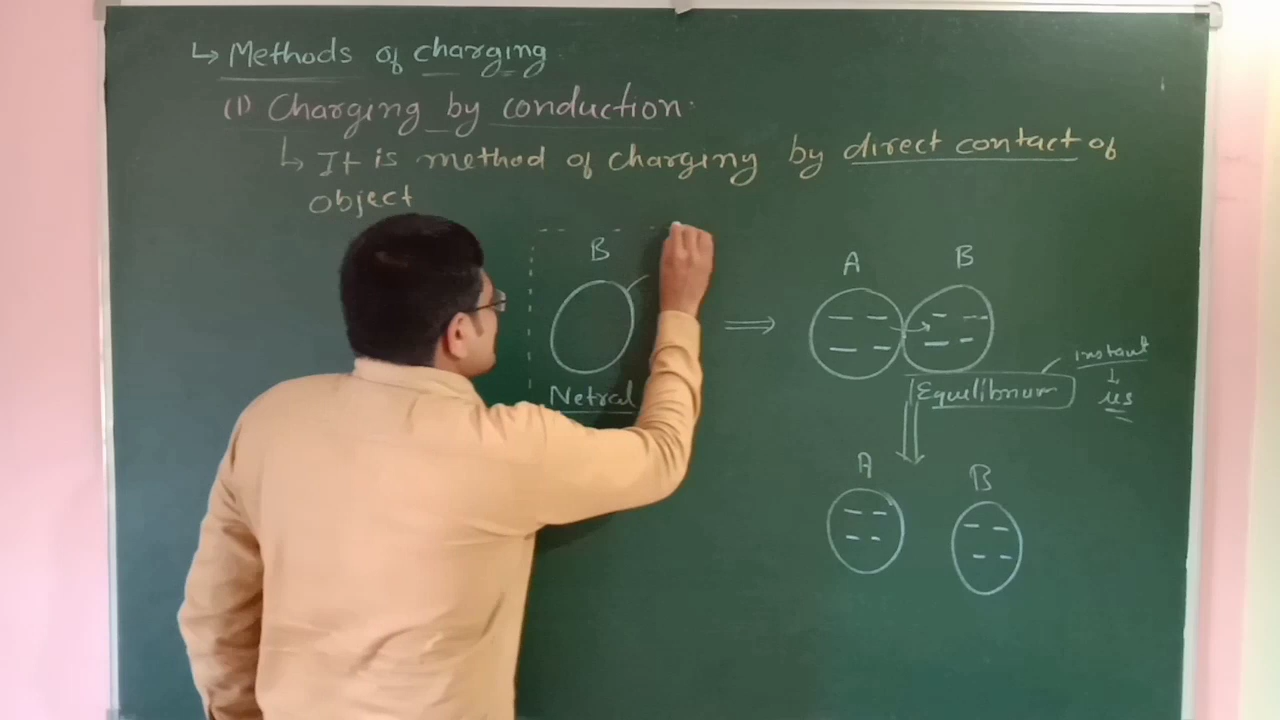 ↳ Methods of charging
(1) Charging by conduction.
↳ It is method of charging by direct contact of
object
B
Netral
⇒
A B
Equilibrium
instant
↓
us
A B